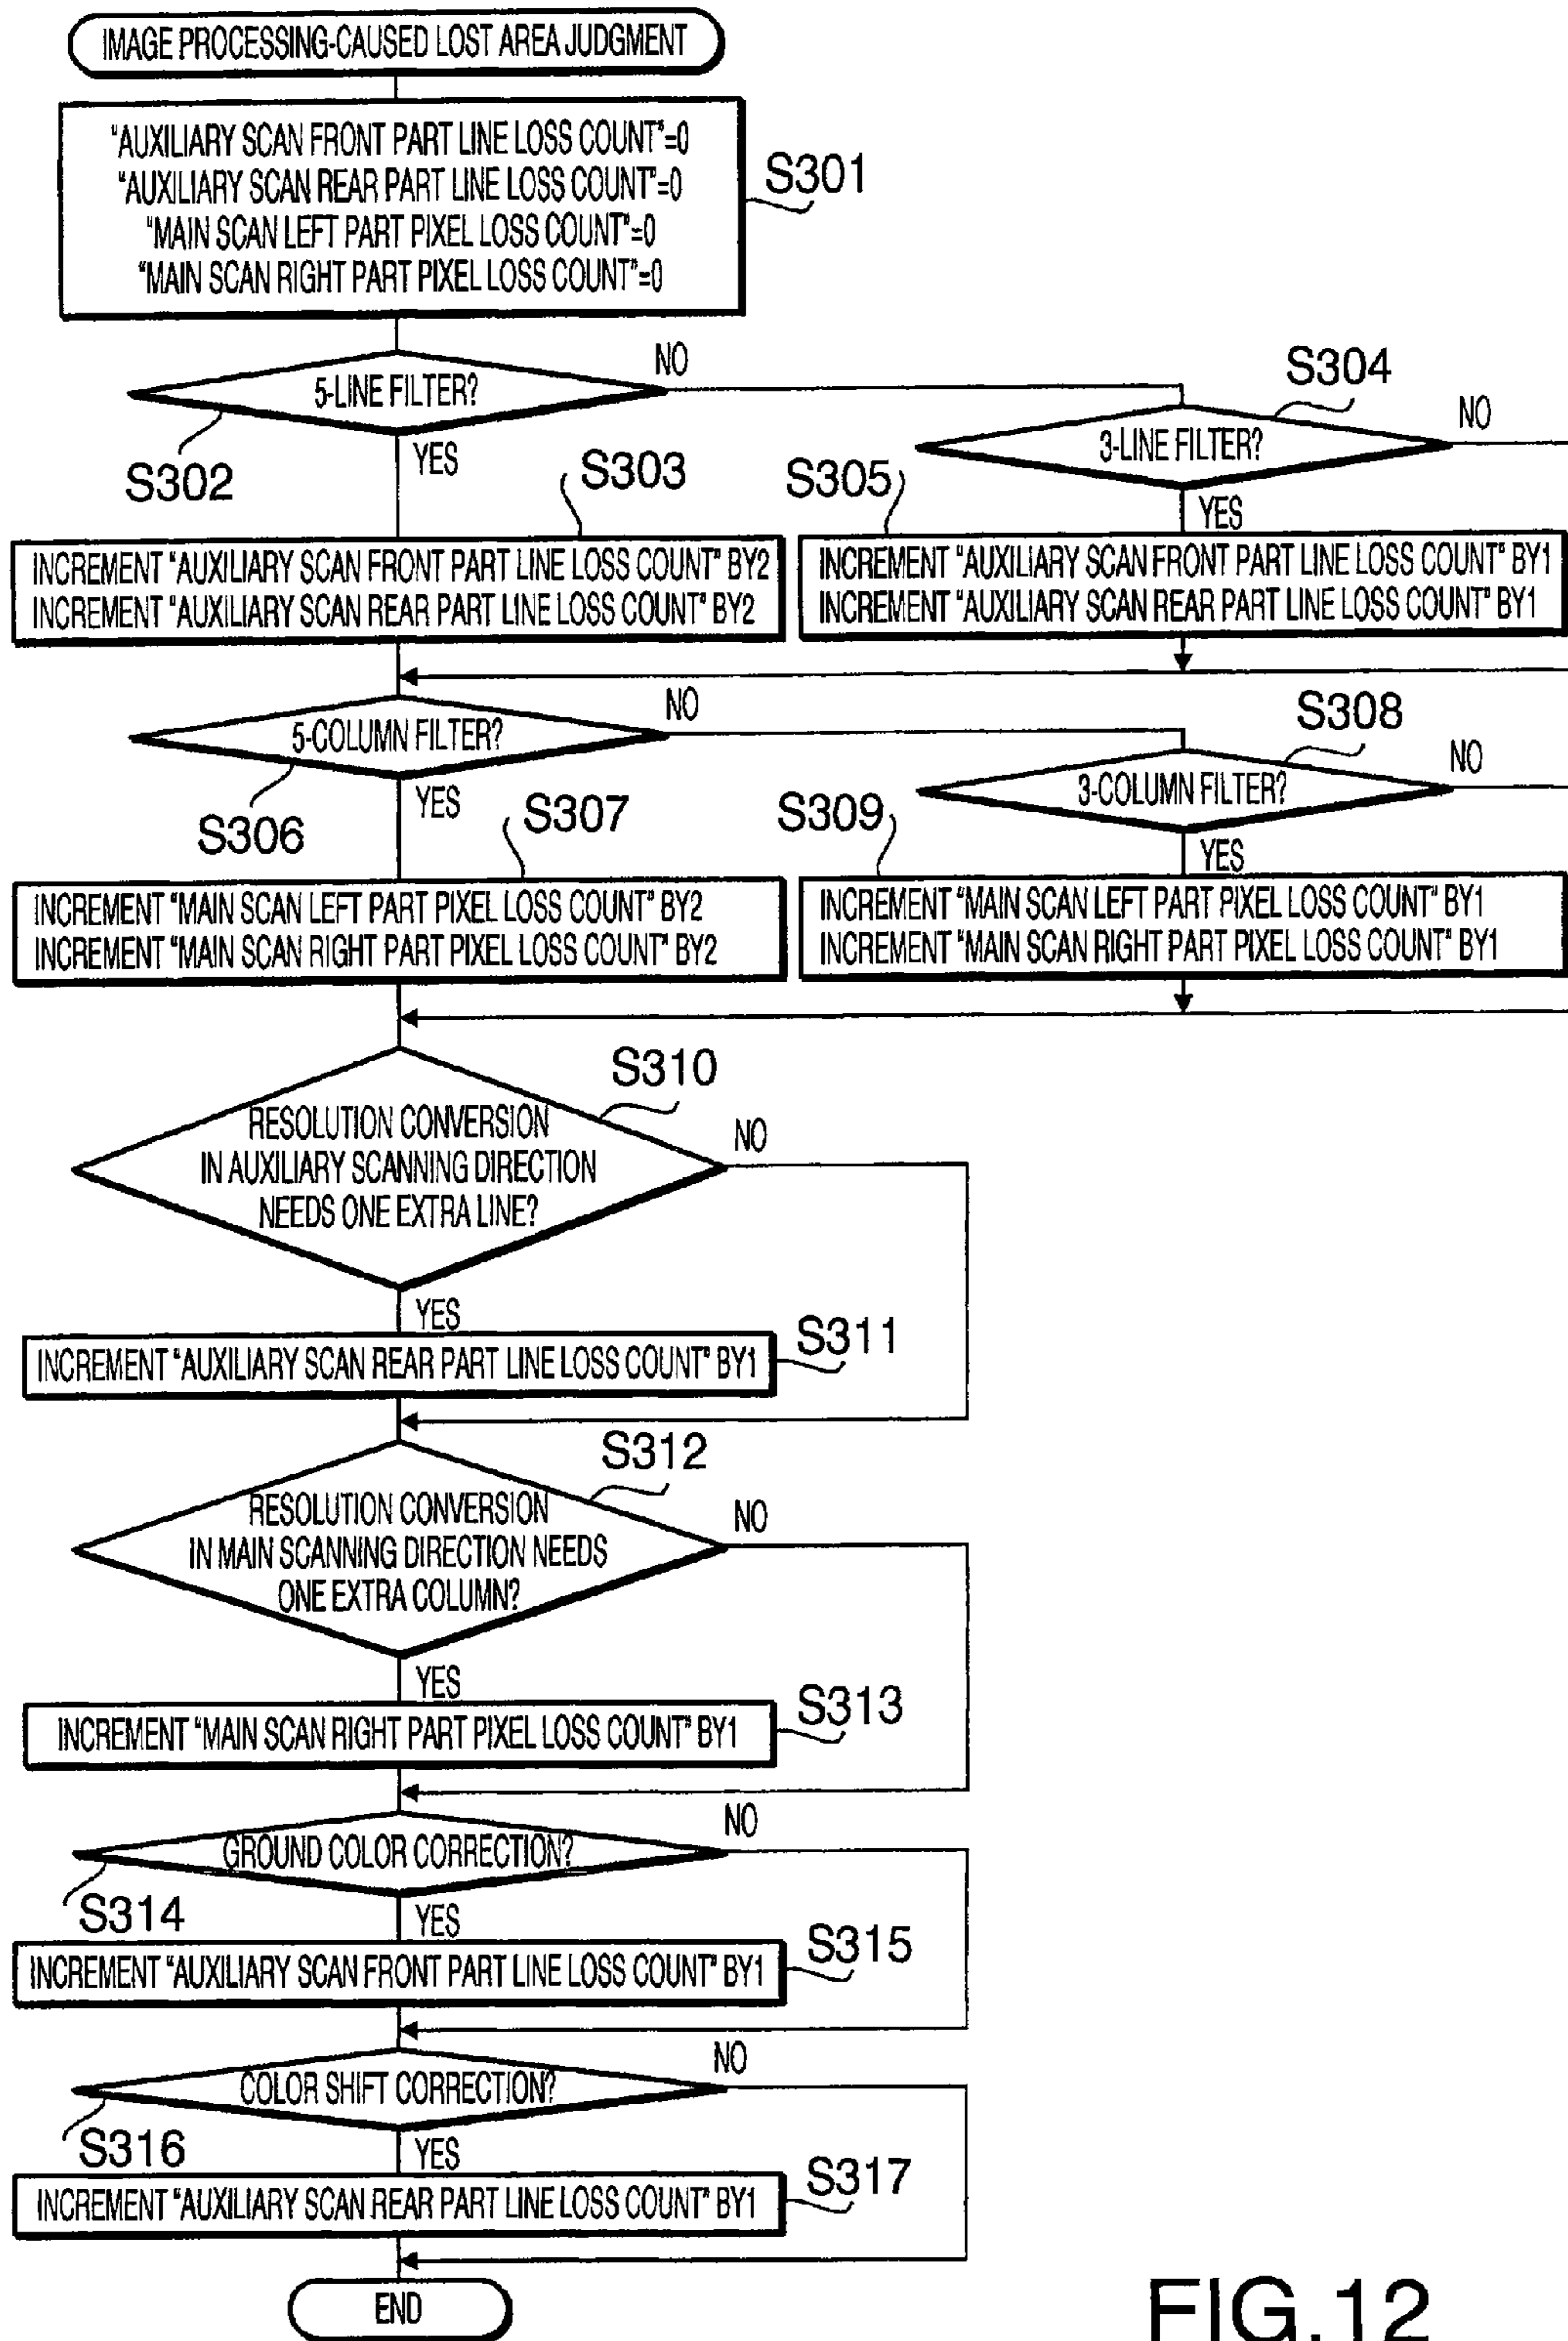 IMAGE PROCESSING-CAUSED LOST AREA JUDGMENT
"AUXILIARY SCAN FRONT PART LINE LOSS COUNT"=0
"AUXILIARY SCAN REAR PART LINE LOSS COUNT"=0
"MAIN SCAN LEFT PART PIXEL LOSS COUNT"=0
"MAIN SCAN RIGHT PART PIXEL LOSS COUNT"=0
S301
5-LINE FILTER?
NO
S302
YES
S304
3-LINE FILTER?
NO
YES
S303
INCREMENT "AUXILIARY SCAN FRONT PART LINE LOSS COUNT" BY2
INCREMENT "AUXILIARY SCAN REAR PART LINE LOSS COUNT" BY2
S305
INCREMENT "AUXILIARY SCAN FRONT PART LINE LOSS COUNT" BY1
INCREMENT "AUXILIARY SCAN REAR PART LINE LOSS COUNT" BY1
5-COLUMN FILTER?
NO
S306
YES
S308
3-COLUMN FILTER?
NO
YES
S307
INCREMENT "MAIN SCAN LEFT PART PIXEL LOSS COUNT" BY2
INCREMENT "MAIN SCAN RIGHT PART PIXEL LOSS COUNT" BY2
S309
INCREMENT "MAIN SCAN LEFT PART PIXEL LOSS COUNT" BY1
INCREMENT "MAIN SCAN RIGHT PART PIXEL LOSS COUNT" BY1
S310
RESOLUTION CONVERSION
IN AUXILIARY SCANNING DIRECTION
NEEDS ONE EXTRA LINE?
NO
YES
INCREMENT "AUXILIARY SCAN REAR PART LINE LOSS COUNT" BY1
S311
S312
RESOLUTION CONVERSION
IN MAIN SCANNING DIRECTION NEEDS
ONE EXTRA COLUMN?
NO
YES
INCREMENT "MAIN SCAN RIGHT PART PIXEL LOSS COUNT" BY1
S313
GROUND COLOR CORRECTION?
NO
S314
YES
INCREMENT "AUXILIARY SCAN FRONT PART LINE LOSS COUNT" BY1
S315
COLOR SHIFT CORRECTION?
NO
S316
YES
INCREMENT "AUXILIARY SCAN REAR PART LINE LOSS COUNT" BY1
S317
END
FIG.12